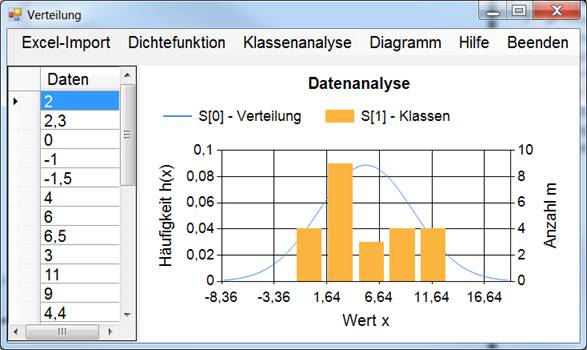 Verteilung
Excel-Import Dichtefunktion Klassenanalyse Diagramm Hilfe Beenden
Daten
2
2,3
0
-1
-1,5
4
6
6,5
3
11
9
4,4
Datenanalyse
S[0] - Verteilung S[1] - Klassen
Häufigkeit h(x)
0,1
0,08
0,06
0,04
0,02
0
10
8
6
4
2
0
Anzahl m
-8,36 -3,36 1,64 6,64 11,64 16,64
Wert x